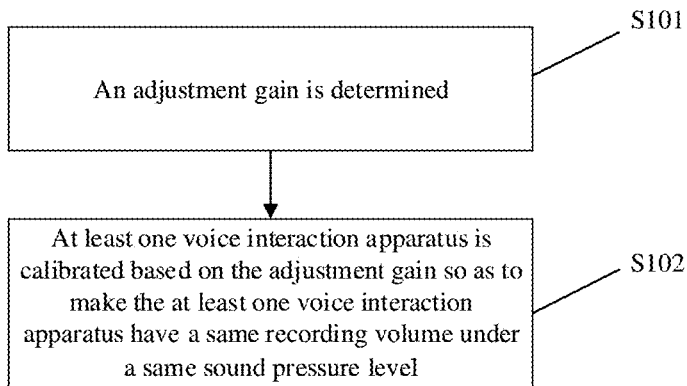 S101
An adjustment gain is determined
At least one voice interaction apparatus is
calibrated based on the adjustment gain so as to
make the at least one voice interaction
apparatus have a same recording volume under
a same sound pressure level
S102